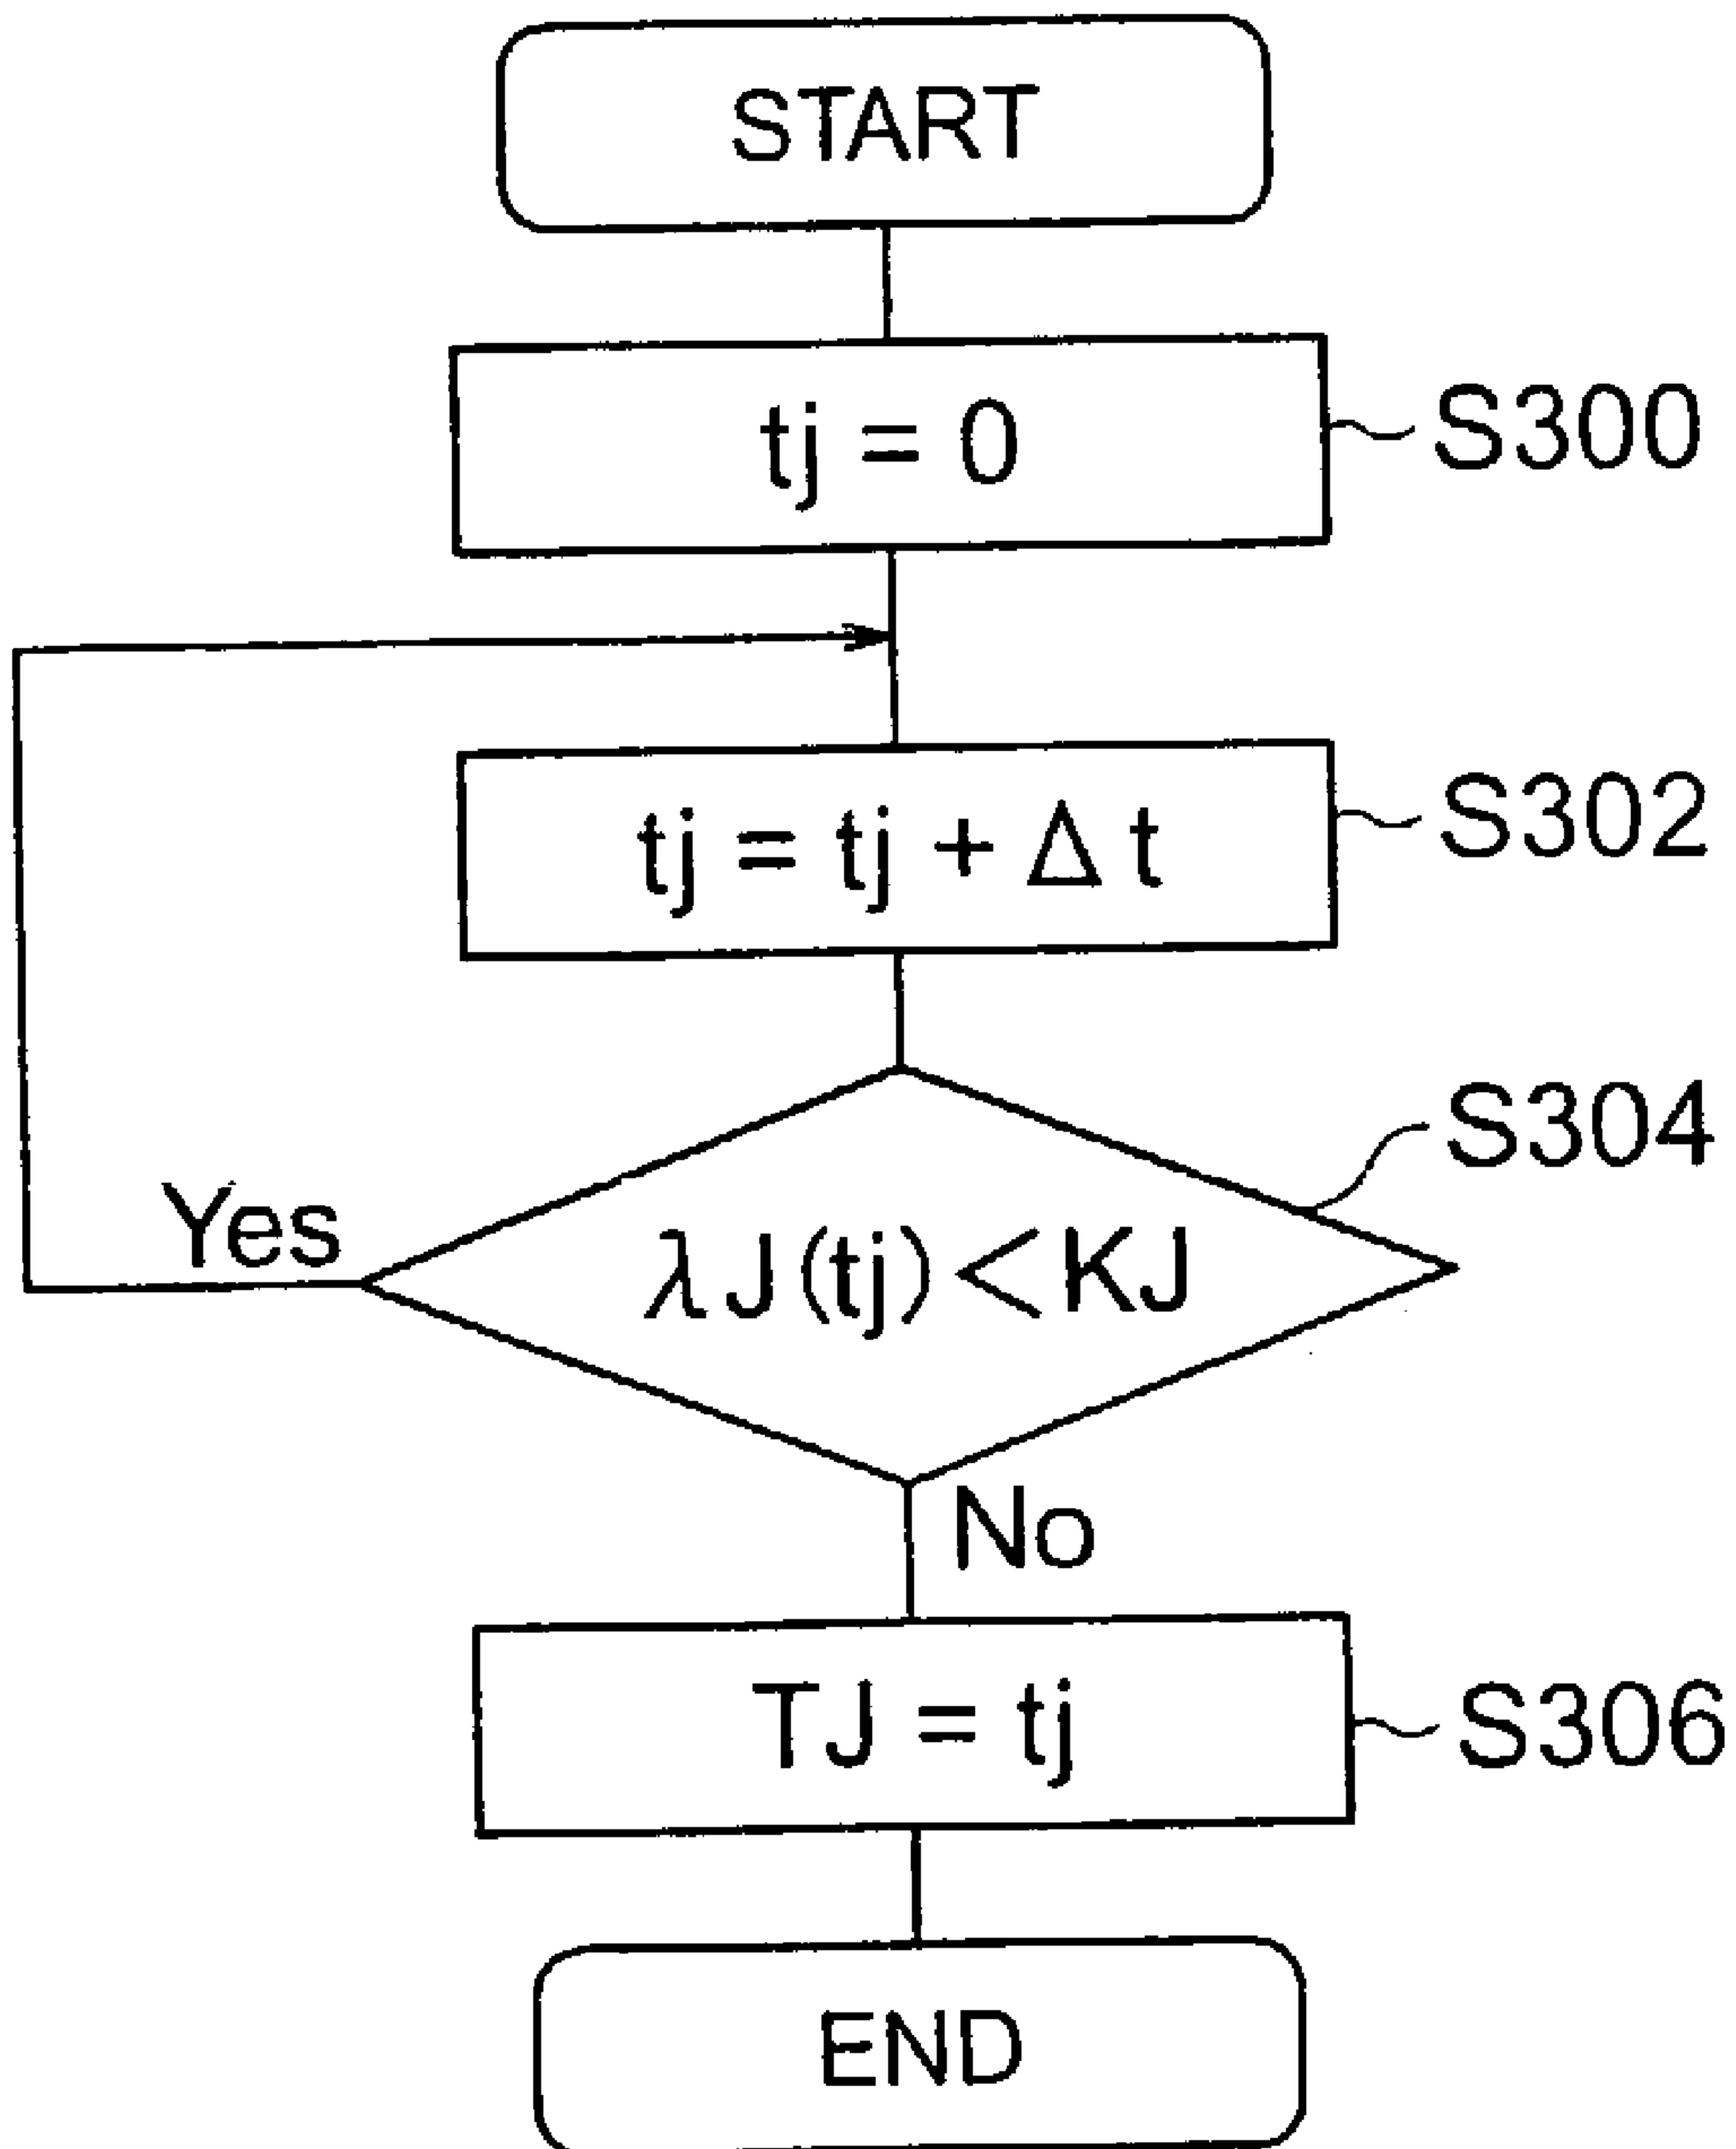 START
tj = 0
S300
tj = tj + Δ t
S302
S304
Yes
λ J (tj) < KJ
No
TJ = tj
S306
END